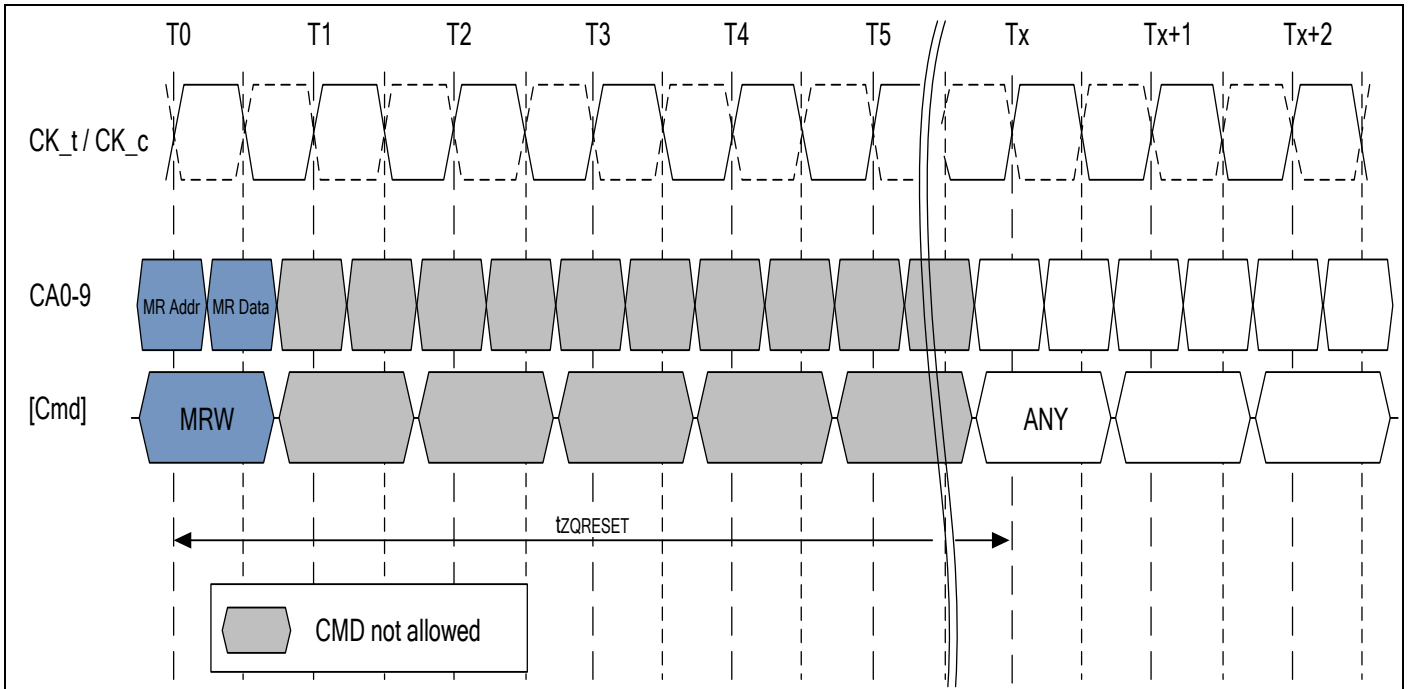 T0 T1 T2 T3 T4 T5 Tx Tx+1 Tx+2
CK_t / CK_c
CA0-9 MR Addr MR Data
[Cmd] MRW ANY
tZQRESET
CMD not allowed